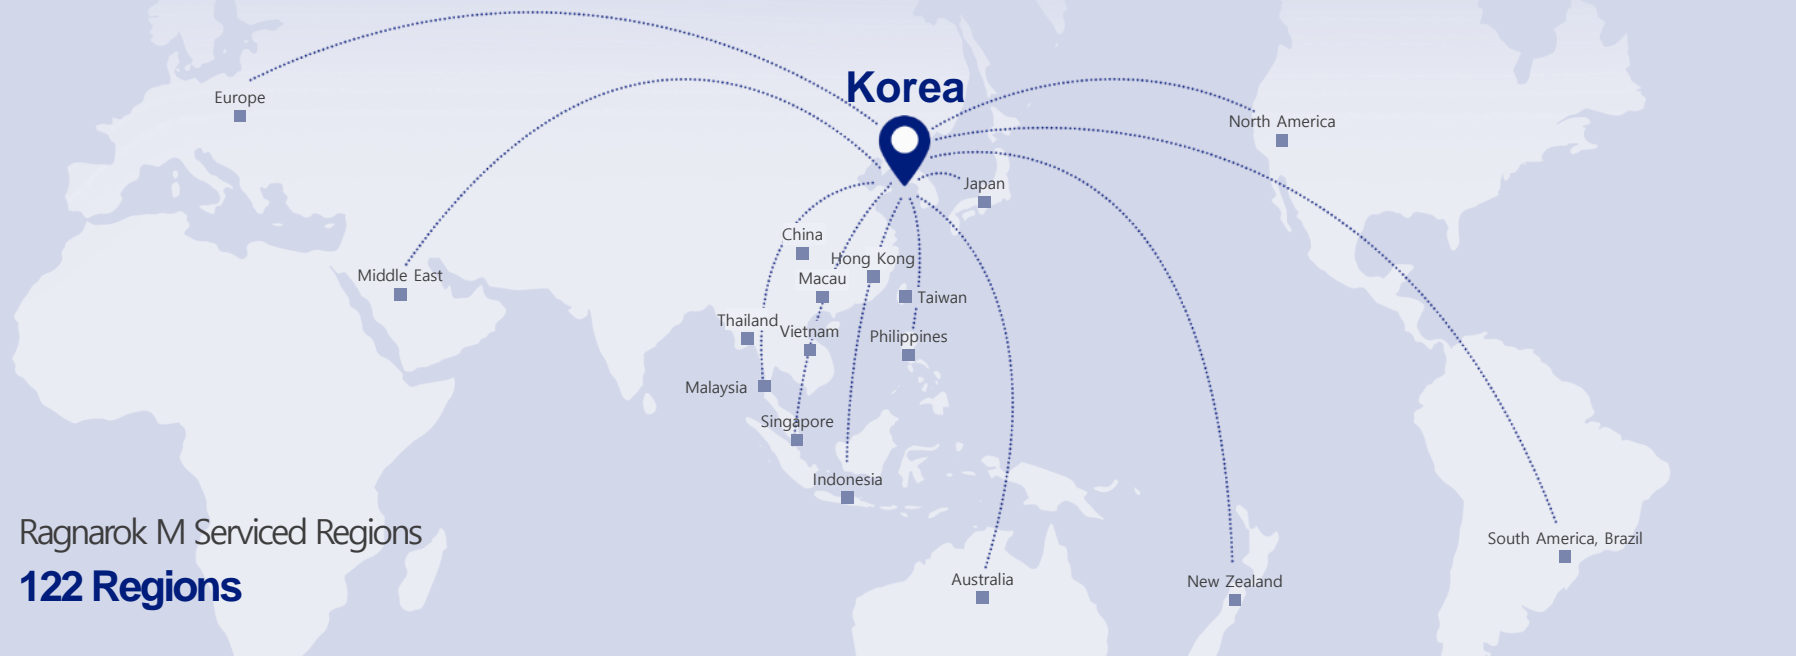 Korea
Europe
North America
Japan
China
Hong Kong
Middle East
Macau
Taiwan
Thailand
Vietnam
Philippines
Malaysia
Singapore
Indonesia
Ragnarok M Serviced Regions
122 Regions
South America, Brazil
Australia
New Zealand